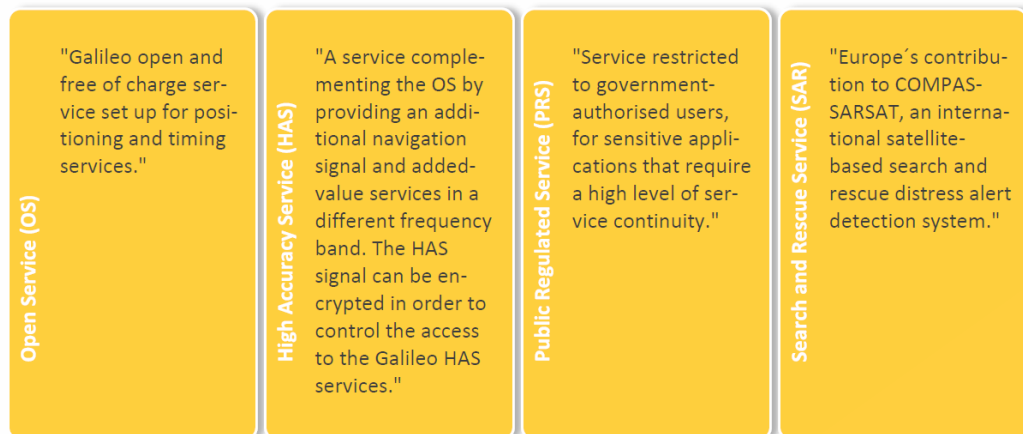 Open Service (OS)
"Galileo open and
free of charge ser-
vice set up for posi-
tioning and timing
services."
High Accuracy Service (HAS)
"A service comple-
menting the OS by
providing an addi-
tional navigation
signal and added-
value services in a
different frequency
band. The HAS
signal can be en-
crypted in order to
control the access
to the Galileo HAS
services."
Public Regulated Service (PRS)
"Service restricted
to government-
authorised users,
for sensitive appli-
cations that require
a high level of ser-
vice continuity."
Search and Rescue Service (SAR)
"Europe´s contribu-
tion to COMPAS-
SARSAT, an interna-
tional satellite-
based search and
rescue distress alert
detection system."